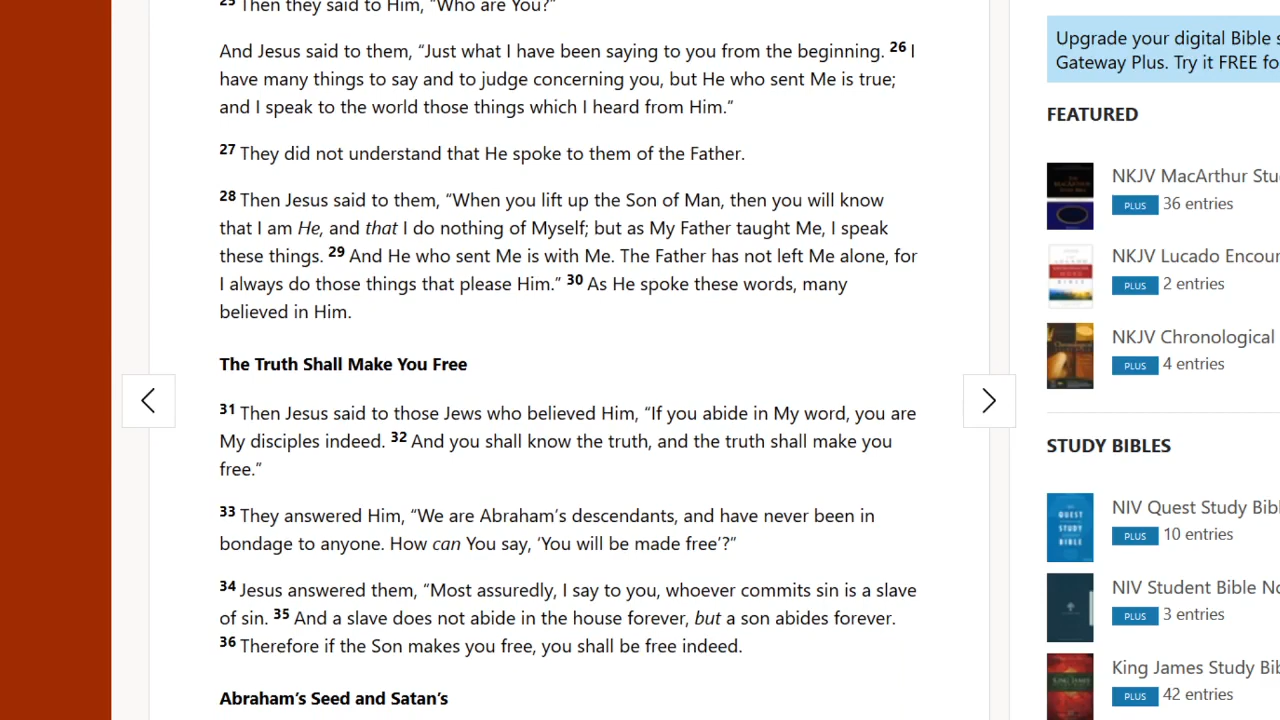 25 Then they said to Him, “Who are You?”
And Jesus said to them, “Just what I have been saying to you from the beginning. 26 I
have many things to say and to judge concerning you, but He who sent Me is true;
and I speak to the world those things which I heard from Him.”
27 They did not understand that He spoke to them of the Father.
28 Then Jesus said to them, “When you lift up the Son of Man, then you will know
that I am He, and that I do nothing of Myself; but as My Father taught Me, I speak
these things. 29 And He who sent Me is with Me. The Father has not left Me alone, for
I always do those things that please Him.” 30 As He spoke these words, many
believed in Him.
The Truth Shall Make You Free
31 Then Jesus said to those Jews who believed Him, “If you abide in My word, you are
My disciples indeed. 32 And you shall know the truth, and the truth shall make you
free.”
33 They answered Him, “We are Abraham’s descendants, and have never been in
bondage to anyone. How can You say, ‘You will be made free’?”
34 Jesus answered them, “Most assuredly, I say to you, whoever commits sin is a slave
of sin. 35 And a slave does not abide in the house forever, but a son abides forever.
36 Therefore if the Son makes you free, you shall be free indeed.
Abraham’s Seed and Satan’s
Upgrade your digital Bible s
Gateway Plus. Try it FREE fo
FEATURED
NKJV MacArthur Stu
PLUS 36 entries
NKJV Lucado Encour
PLUS 2 entries
NKJV Chronological
PLUS 4 entries
STUDY BIBLES
QUEST
STUDY
BIBLE
NIV Quest Study Bibl
PLUS 10 entries
NIV Student Bible No
PLUS 3 entries
King James Study Bib
PLUS 42 entries